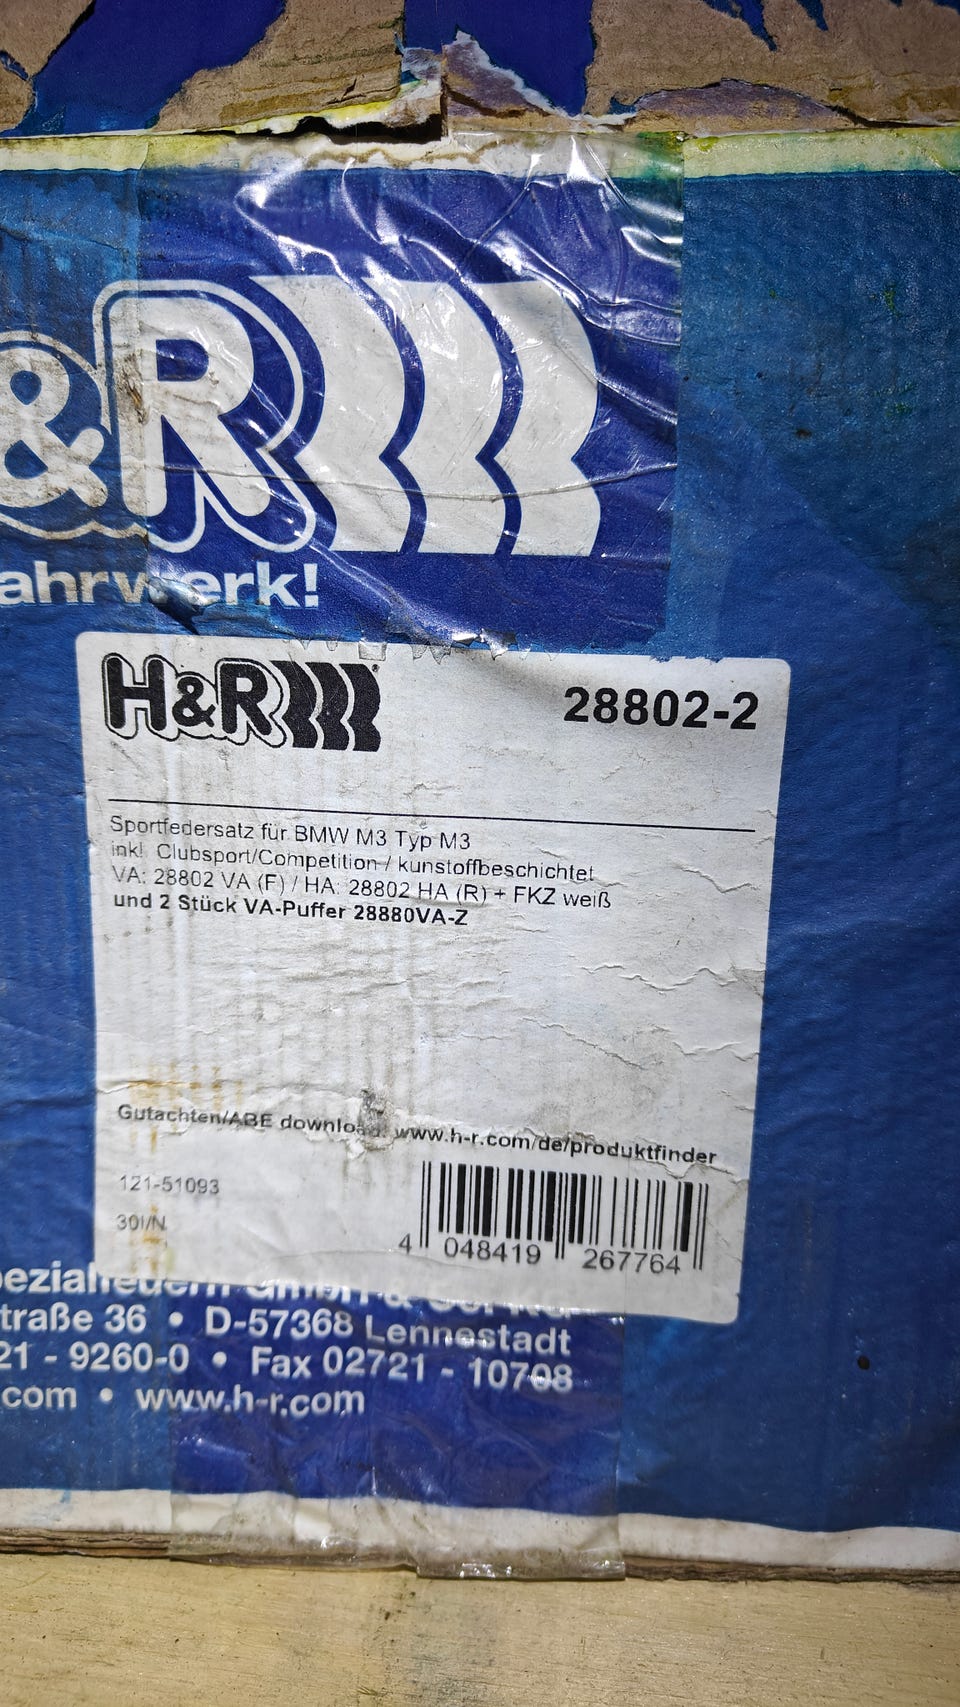 &R
ahrwerk!
H&R
28802-2
Sportfedersatz für BMW M3 Typ M3
inkl. Clubsport/Competition / kunstoffbeschichtet
VA: 28802 VA (F) / HA: 28802 HA (R) + FKZ weiß
und 2 Stück VA-Puffer 28880VA-Z
Gutachten/ABE download: www.h-r.com/de/produktfinder
121-51093
30I/N
4 048419 267764
traße 36 • D-57368 Lennestadt
21 - 9260-0 • Fax 02721 - 10708
.com • www.h-r.com